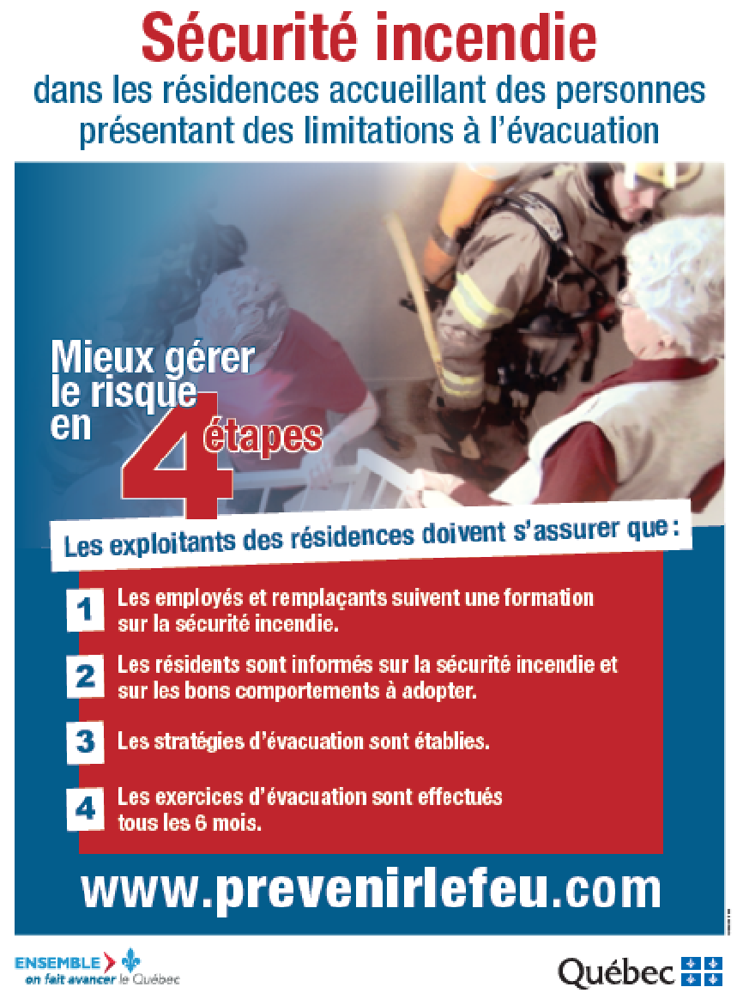 Sécurité incendie
dans les résidences accueillant des personnes
présentant des limitations à l'évacuation
Mieux gérer
le risque
en 4 étapes
Les exploitants des résidences doivent s'assurer que :
1 Les employés et remplaçants suivent une formation
sur la sécurité incendie.
2 Les résidents sont informés sur la sécurité incendie et
sur les bons comportements à adopter.
3 Les stratégies d'évacuation sont établies.
4 Les exercices d'évacuation sont effectués
tous les 6 mois.
www.prevenirlefeu.com
ENSEMBLE
on fait avancer le Québec
Québec